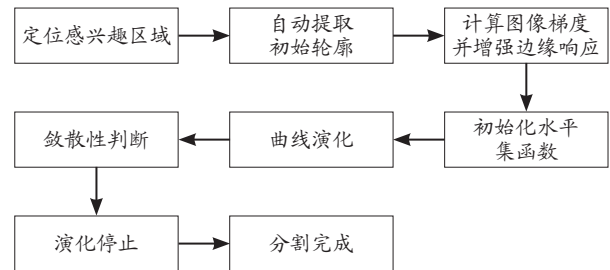 定位感兴趣区域
自动提取
初始轮廓
计算图像梯度
并增强边缘响应
初始化水平
集函数
曲线演化
敛散性判断
演化停止
分割完成